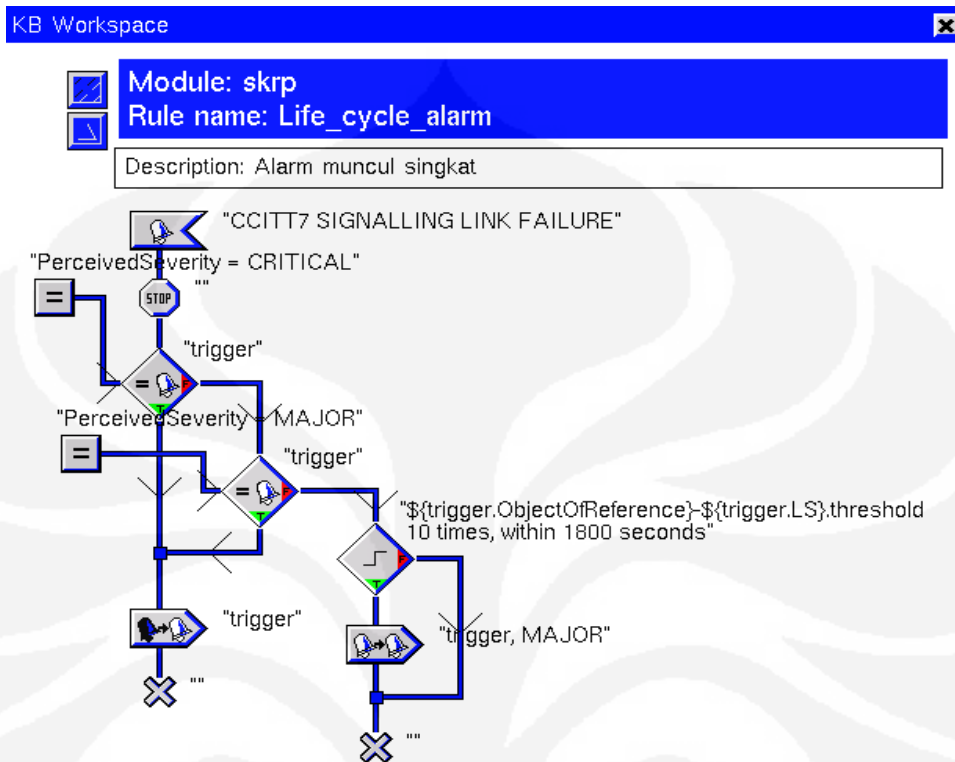 KB Workspace
Module: skrp
Rule name: Life_cycle_alarm
Description: Alarm muncul singkat
"CCITT7 SIGNALLING LINK FAILURE"
"PerceivedSeverity = CRITICAL"
=
STOP
""
"trigger"
=
F
T
"PerceivedSeverity = MAJOR"
=
"trigger"
=
F
T
"${trigger.ObjectOfReference}-${trigger.LS}.threshold
10 times, within 1800 seconds"
F
T
"trigger"
"trigger, MAJOR"
""
""